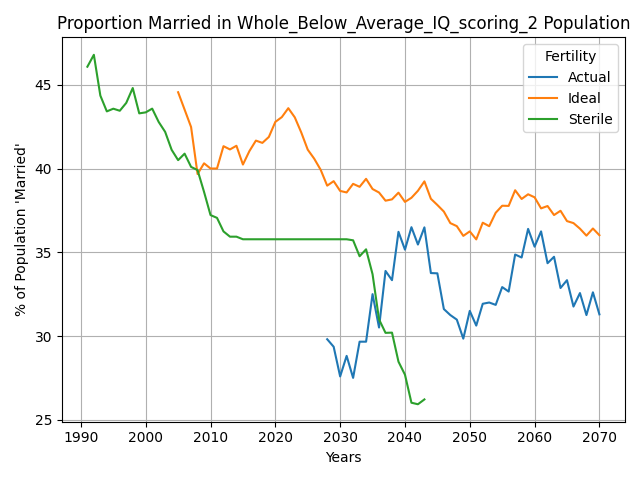 Proportion Married in Whole_Below_Average_IQ_scoring_2 Population
Fertility
Actual
Ideal
Sterile
% of Population 'Married'
45
40
35
30
25
1990 2000 2010 2020 2030 2040 2050 2060 2070
Years